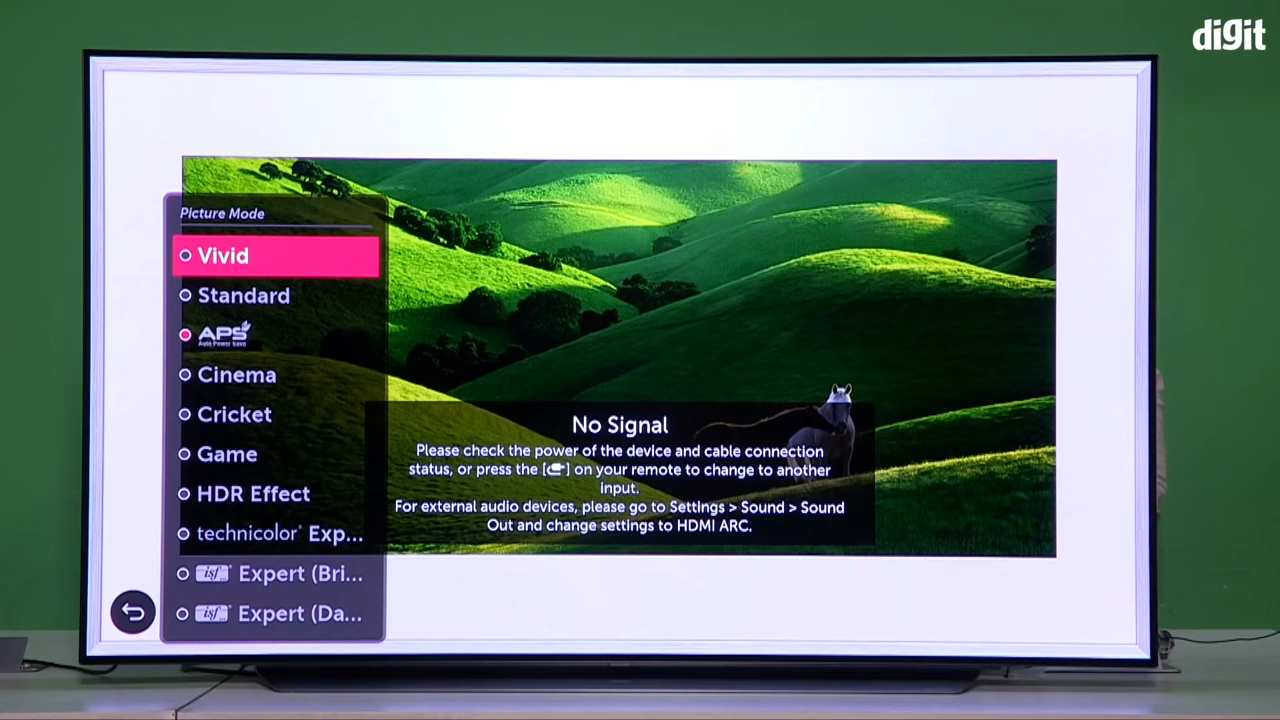 digit
Picture Mode
Vivid
Standard
APS
Auto Power Save
Cinema
Cricket
Game
HDR Effect
technicolor® Exp...
isf® Expert (Bri...
isf® Expert (Da...
No Signal
Please check the power of the device and cable connection
status, or press the [ ] on your remote to change to another
input.
For external audio devices, please go to Settings > Sound > Sound
Out and change settings to HDMI ARC.